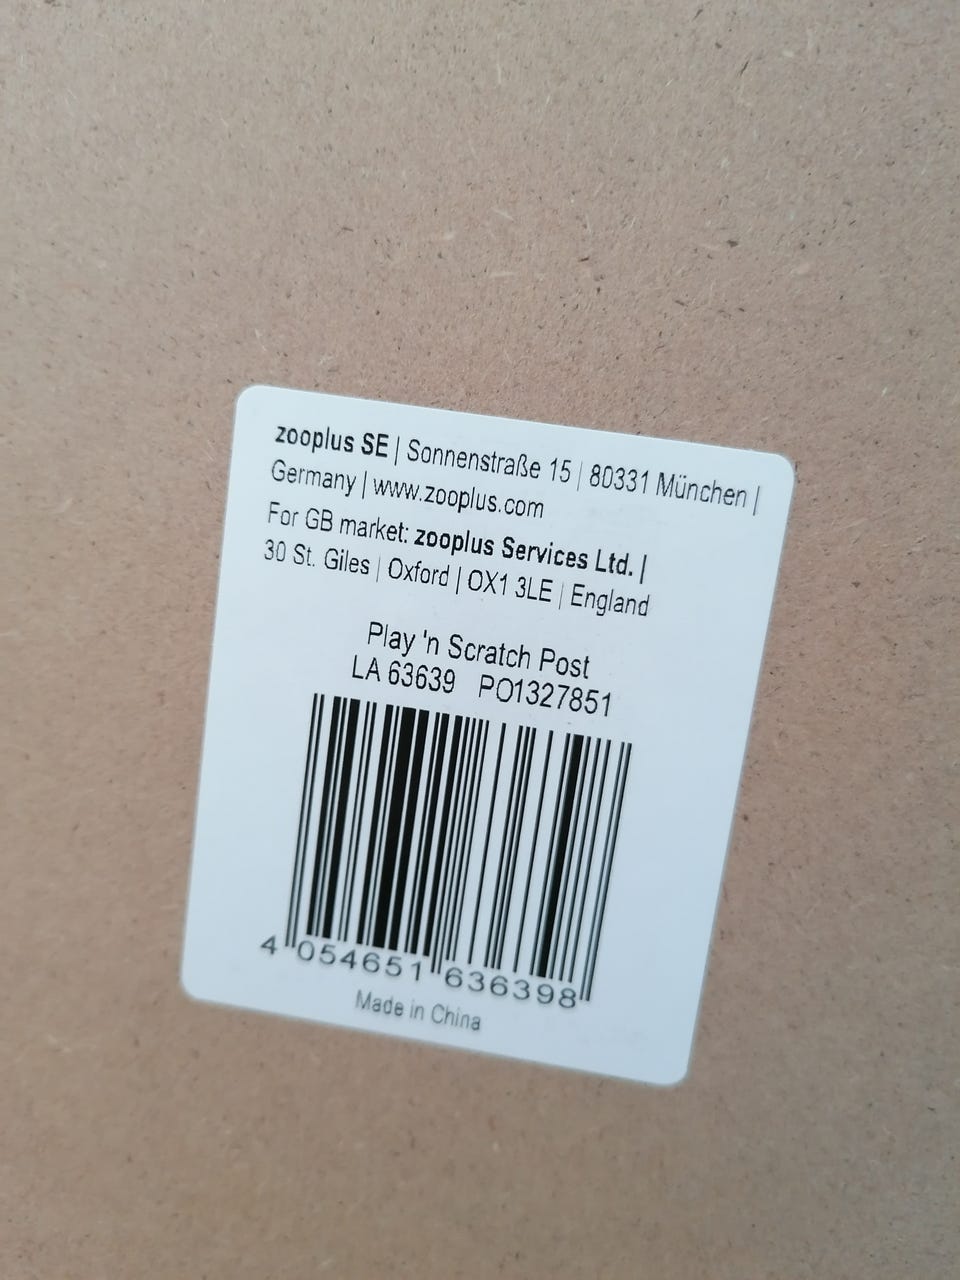 zooplus SE | Sonnenstraße 15 | 80331 München |
Germany | www.zooplus.com
For GB market: zooplus Services Ltd. |
30 St. Giles | Oxford | OX1 3LE | England
Play 'n Scratch Post
LA 63639 PO1327851
4 054651 636398
Made in China